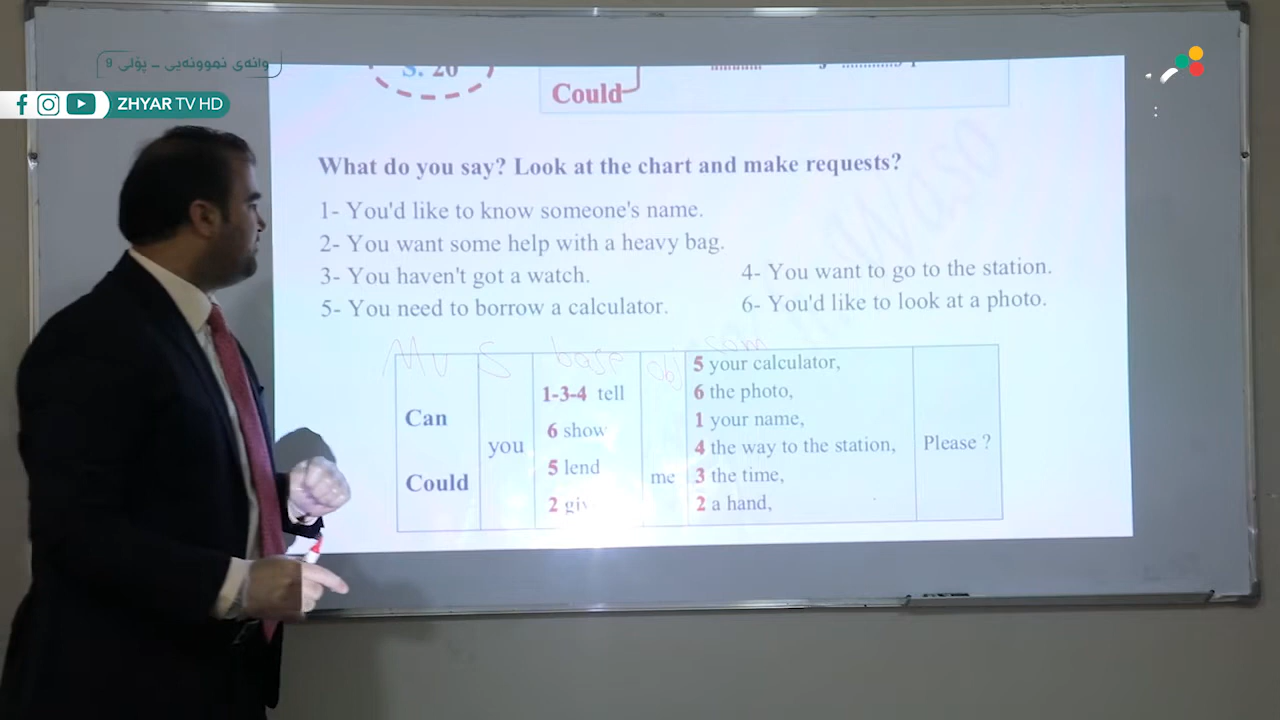 وانەی نموونەیی - پۆلی 9
ZHYAR TV HD
S. 20
Could
What do you say? Look at the chart and make requests?
1- You'd like to know someone's name.
2- You want some help with a heavy bag.
3- You haven't got a watch.
4- You want to go to the station.
5- You need to borrow a calculator.
6- You'd like to look at a photo.
MV S base obj com
Can
Could
you
1-3-4 tell
6 show
5 lend
2 giv
me
5 your calculator,
6 the photo,
1 your name,
4 the way to the station,
3 the time,
2 a hand,
Please ?